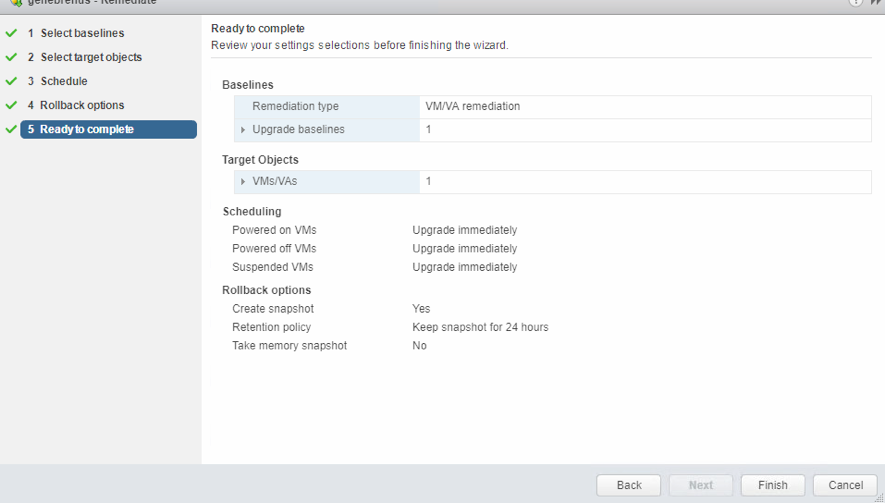 genebrenus - Remediate
1 Select baselines
2 Select target objects
3 Schedule
4 Rollback options
5 Ready to complete
Ready to complete
Review your settings selections before finishing the wizard.
Baselines
Remediation type VM/VA remediation
Upgrade baselines 1
Target Objects
VMs/VAs 1
Scheduling
Powered on VMs Upgrade immediately
Powered off VMs Upgrade immediately
Suspended VMs Upgrade immediately
Rollback options
Create snapshot Yes
Retention policy Keep snapshot for 24 hours
Take memory snapshot No
Back Next Finish Cancel